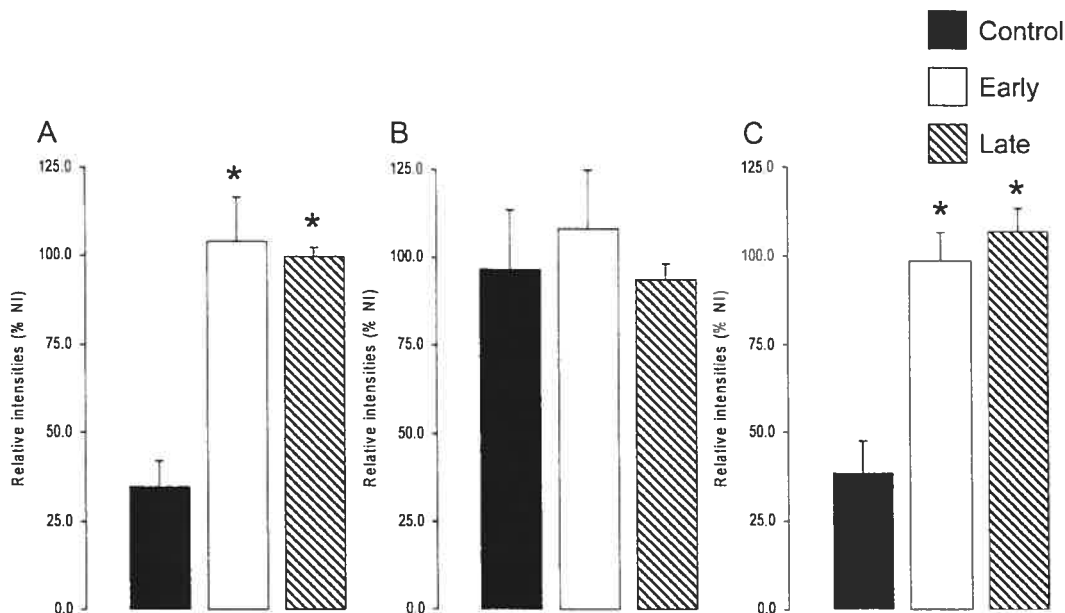 Control
Early
Late
A
125.0
100.0
75.0
50.0
25.0
0.0
Relative intensities (% NI)
*
*
B
125.0
100.0
75.0
50.0
25.0
0.0
Relative intensities (% NI)
C
125.0
100.0
75.0
50.0
25.0
0.0
Relative intensities (% NI)
*
*